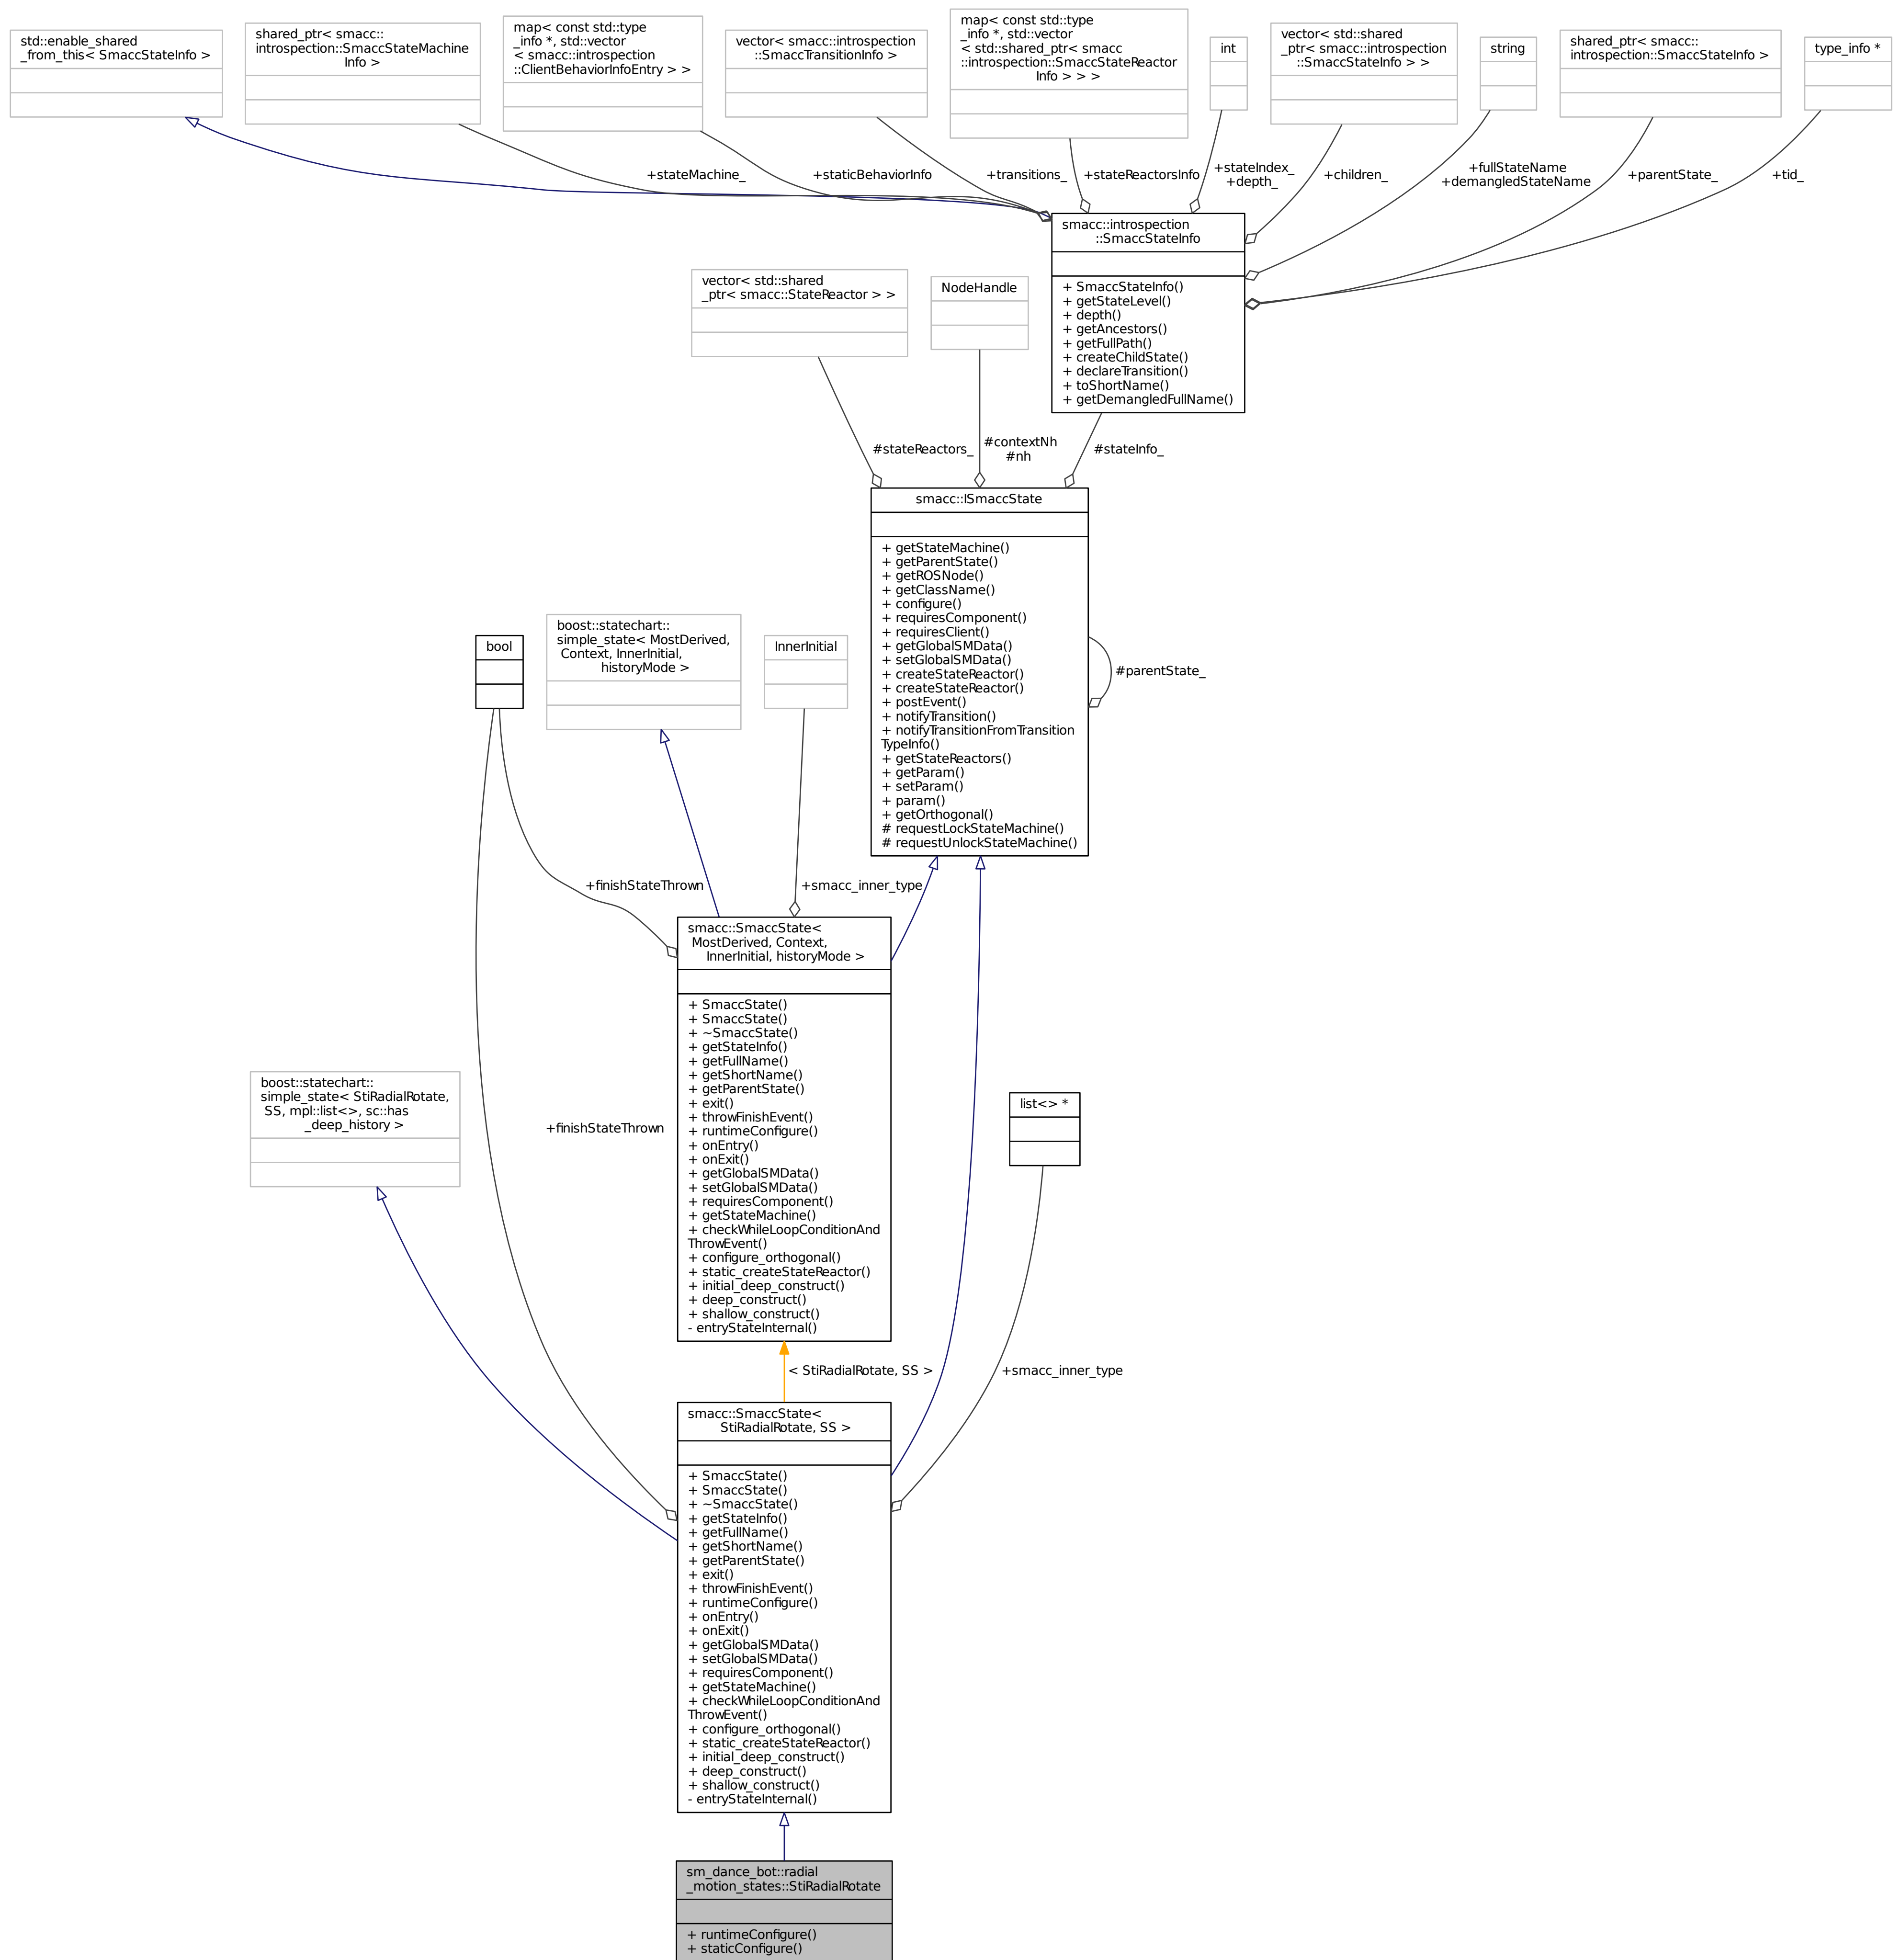 std::enable_shared
_from_this< SmaccStateInfo >
shared_ptr< smacc::
introspection::SmaccStateMachine
Info >
map< const std::type
_info *, std::vector
< smacc::introspection
::ClientBehaviorInfoEntry > >
vector< smacc::introspection
::SmaccTransitionInfo >
map< const std::type
_info *, std::vector
< std::shared_ptr< smacc
::introspection::SmaccStateReactor
Info > > >
int
vector< std::shared
_ptr< smacc::introspection
::SmaccStateInfo > >
string
shared_ptr< smacc::
introspection::SmaccStateInfo >
type_info *
+stateMachine_
+staticBehaviorInfo
+transitions_
+stateReactorsInfo
+stateIndex_
+depth_
+children_
+fullStateName
+demangledStateName
+parentState_
+tid_
smacc::introspection
::SmaccStateInfo
+ SmaccStateInfo()
+ getStateLevel()
+ depth()
+ getAncestors()
+ getFullPath()
+ createChildState()
+ declareTransition()
+ toShortName()
+ getDemangledFullName()
vector< std::shared
_ptr< smacc::StateReactor > >
NodeHandle
#stateReactors_
#contextNh
#nh
#stateInfo_
smacc::ISmaccState
+ getStateMachine()
+ getParentState()
+ getROSNode()
+ getClassName()
+ configure()
+ requiresComponent()
+ requiresClient()
+ getGlobalSMData()
+ setGlobalSMData()
+ createStateReactor()
+ createStateReactor()
+ postEvent()
+ notifyTransition()
+ notifyTransitionFromTransition
TypeInfo()
+ getStateReactors()
+ getParam()
+ setParam()
+ param()
+ getOrthogonal()
# requestLockStateMachine()
# requestUnlockStateMachine()
#parentState_
bool
boost::statechart::
simple_state< MostDerived,
Context, InnerInitial,
historyMode >
InnerInitial
+finishStateThrown
+smacc_inner_type
smacc::SmaccState<
MostDerived, Context,
InnerInitial, historyMode >
+ SmaccState()
+ SmaccState()
+ ~SmaccState()
+ getStateInfo()
+ getFullName()
+ getShortName()
+ getParentState()
+ exit()
+ throwFinishEvent()
+ runtimeConfigure()
+ onEntry()
+ onExit()
+ getGlobalSMData()
+ setGlobalSMData()
+ requiresComponent()
+ getStateMachine()
+ checkWhileLoopConditionAnd
ThrowEvent()
+ configure_orthogonal()
+ static_createStateReactor()
+ initial_deep_construct()
+ deep_construct()
+ shallow_construct()
- entryStateInternal()
boost::statechart::
simple_state< StiRadialRotate,
SS, mpl::list<>, sc::has
_deep_history >
+finishStateThrown
list<> *
< StiRadialRotate, SS >
+smacc_inner_type
smacc::SmaccState<
StiRadialRotate, SS >
+ SmaccState()
+ SmaccState()
+ ~SmaccState()
+ getStateInfo()
+ getFullName()
+ getShortName()
+ getParentState()
+ exit()
+ throwFinishEvent()
+ runtimeConfigure()
+ onEntry()
+ onExit()
+ getGlobalSMData()
+ setGlobalSMData()
+ requiresComponent()
+ getStateMachine()
+ checkWhileLoopConditionAnd
ThrowEvent()
+ configure_orthogonal()
+ static_createStateReactor()
+ initial_deep_construct()
+ deep_construct()
+ shallow_construct()
- entryStateInternal()
sm_dance_bot::radial
_motion_states::StiRadialRotate
+ runtimeConfigure()
+ staticConfigure()